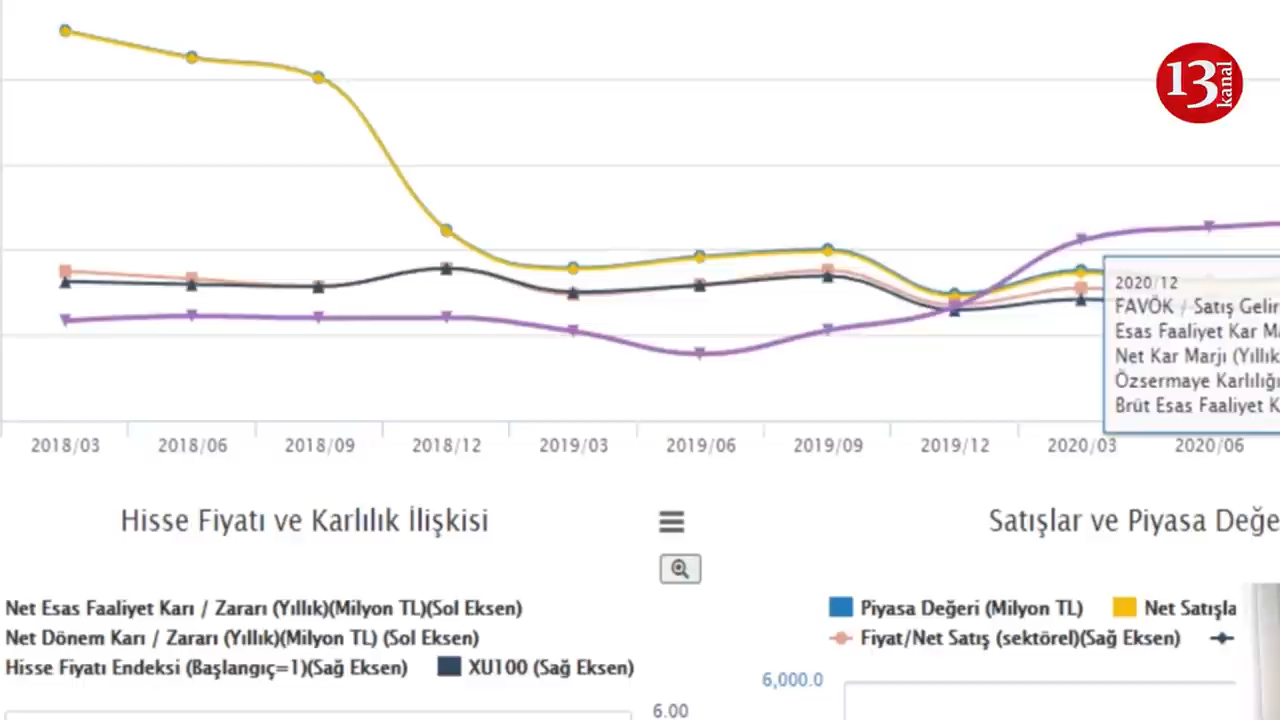 13
kanal
2020/12
FAVÖK / Satış Gelir
Esas Faaliyet Kar Ma
Net Kar Marjı (Yıllık
Özsermaye Karlılığı
Brüt Esas Faaliyet K
2018/03 2018/06 2018/09 2018/12 2019/03 2019/06 2019/09 2019/12 2020/03 2020/06
Hisse Fiyatı ve Karlılık İlişkisi
Net Esas Faaliyet Karı / Zararı (Yıllık)(Milyon TL)(Sol Eksen)
Net Dönem Karı / Zararı (Yıllık)(Milyon TL) (Sol Eksen)
Hisse Fiyatı Endeksi (Başlangıç=1)(Sağ Eksen) XU100 (Sağ Eksen)
6.00
Satışlar ve Piyasa Değe
Piyasa Değeri (Milyon TL) Net Satışla
Fiyat/Net Satış (sektörel)(Sağ Eksen)
6,000.0